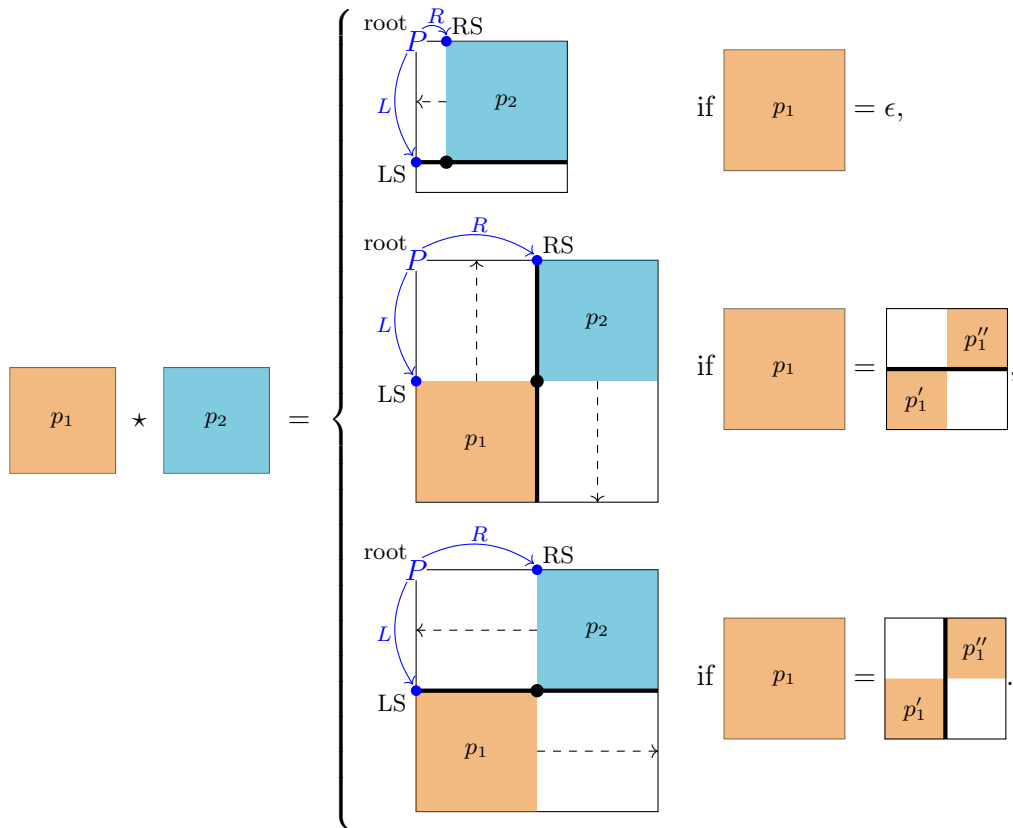 root R RS
P
L p₂ if p₁ = ϵ,
LS
root R RS
P
L p₂ if p₁ = p₁′ p₁″ ,
LS
p₁ ⋆ p₂ =
p₁
root R RS
P
L p₂ if p₁ = p₁′ p₁″ .
LS
p₁